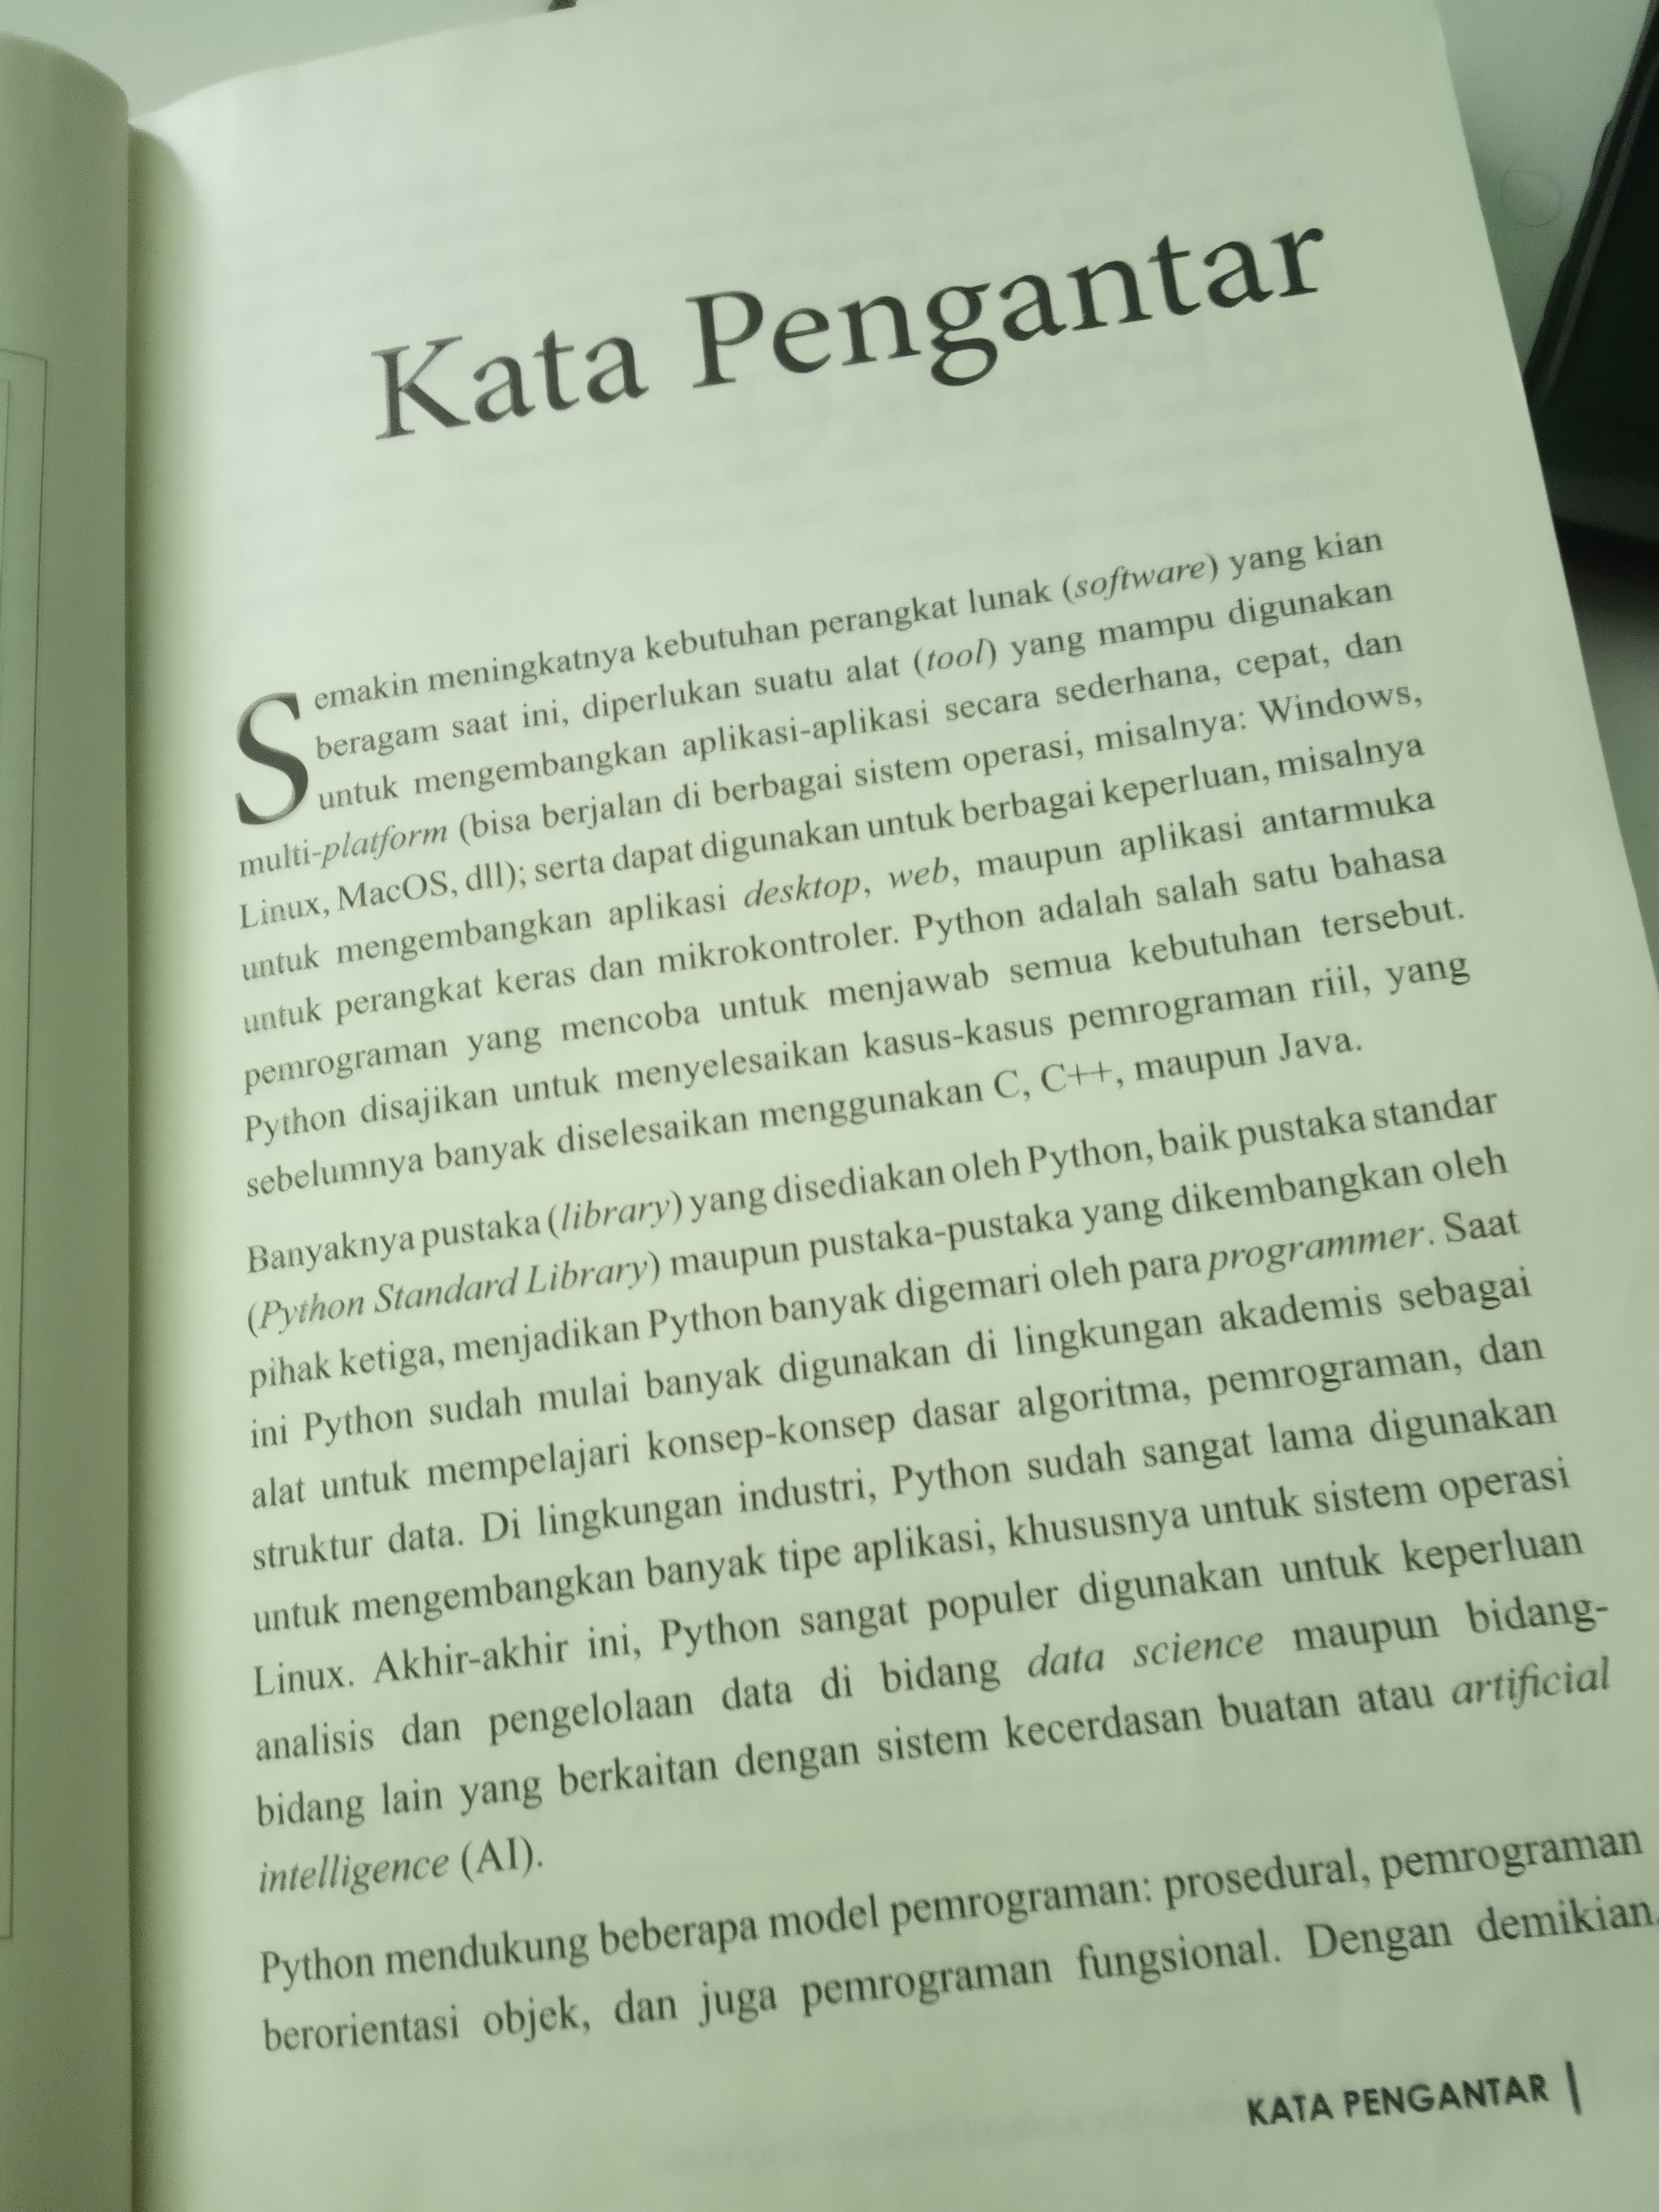 Kata Pengantar
Semakin meningkatnya kebutuhan perangkat lunak (software) yang kian
beragam saat ini, diperlukan suatu alat (tool) yang mampu digunakan
untuk mengembangkan aplikasi-aplikasi secara sederhana, cepat, dan
multi-platform (bisa berjalan di berbagai sistem operasi, misalnya: Windows,
Linux, MacOS, dll); serta dapat digunakan untuk berbagai keperluan, misalnya
untuk mengembangkan aplikasi desktop, web, maupun aplikasi antarmuka
untuk perangkat keras dan mikrokontroler. Python adalah salah satu bahasa
pemrograman yang mencoba untuk menjawab semua kebutuhan tersebut.
Python disajikan untuk menyelesaikan kasus-kasus pemrograman riil, yang
sebelumnya banyak diselesaikan menggunakan C, C++, maupun Java.
Banyaknya pustaka (library) yang disediakan oleh Python, baik pustaka standar
(Python Standard Library) maupun pustaka-pustaka yang dikembangkan oleh
pihak ketiga, menjadikan Python banyak digemari oleh para programmer. Saat
ini Python sudah mulai banyak digunakan di lingkungan akademis sebagai
alat untuk mempelajari konsep-konsep dasar algoritma, pemrograman, dan
struktur data. Di lingkungan industri, Python sudah sangat lama digunakan
untuk mengembangkan banyak tipe aplikasi, khususnya untuk sistem operasi
Linux. Akhir-akhir ini, Python sangat populer digunakan untuk keperluan
analisis dan pengelolaan data di bidang data science maupun bidang-
bidang lain yang berkaitan dengan sistem kecerdasan buatan atau artificial
intelligence (AI).
Python mendukung beberapa model pemrograman: prosedural, pemrograman
berorientasi objek, dan juga pemrograman fungsional. Dengan demikian,
KATA PENGANTAR |